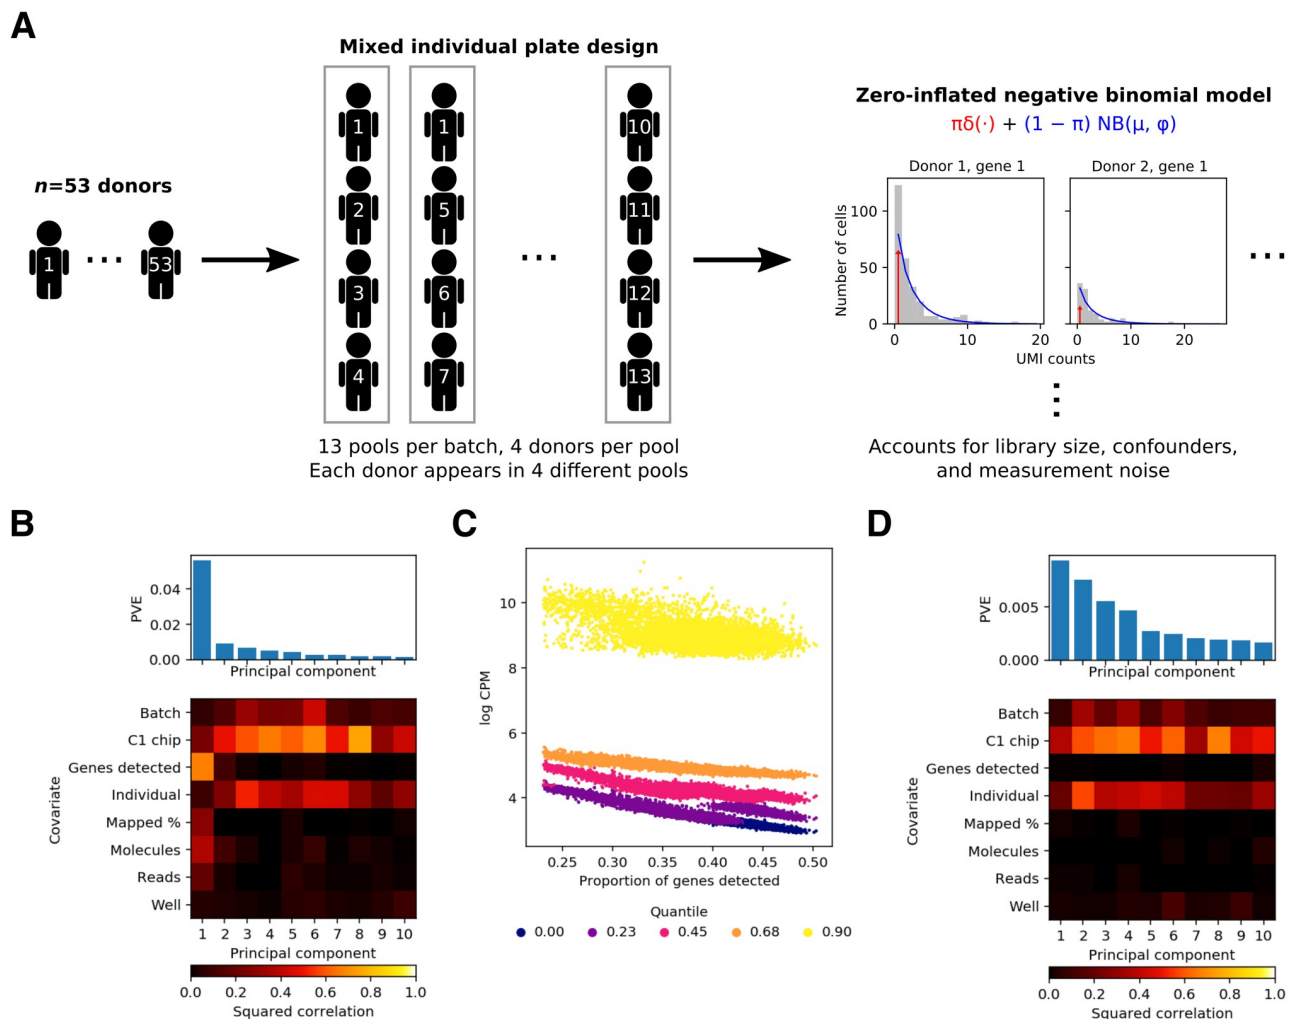 A
Mixed individual plate design
n=53 donors
1 ... 53
1 1 10
2 5 ... 11
3 6 12
4 7 13
13 pools per batch, 4 donors per pool
Each donor appears in 4 different pools
Zero-inflated negative binomial model
πδ(·) + (1 − π) NB(μ, φ)
Donor 1, gene 1
Donor 2, gene 1
Number of cells
100
50
0
0 10 20
0 10 20
UMI counts
...
Accounts for library size, confounders,
and measurement noise
B
PVE
0.04
0.02
0.00
Principal component
Covariate
Batch
C1 chip
Genes detected
Individual
Mapped %
Molecules
Reads
Well
1 2 3 4 5 6 7 8 9 10
Principal component
0.0 0.2 0.4 0.6 0.8 1.0
Squared correlation
C
log CPM
10
8
6
4
0.25 0.30 0.35 0.40 0.45 0.50
Proportion of genes detected
Quantile
0.00 0.23 0.45 0.68 0.90
D
PVE
0.005
0.000
Principal component
Covariate
Batch
C1 chip
Genes detected
Individual
Mapped %
Molecules
Reads
Well
1 2 3 4 5 6 7 8 9 10
Principal component
0.0 0.2 0.4 0.6 0.8 1.0
Squared correlation